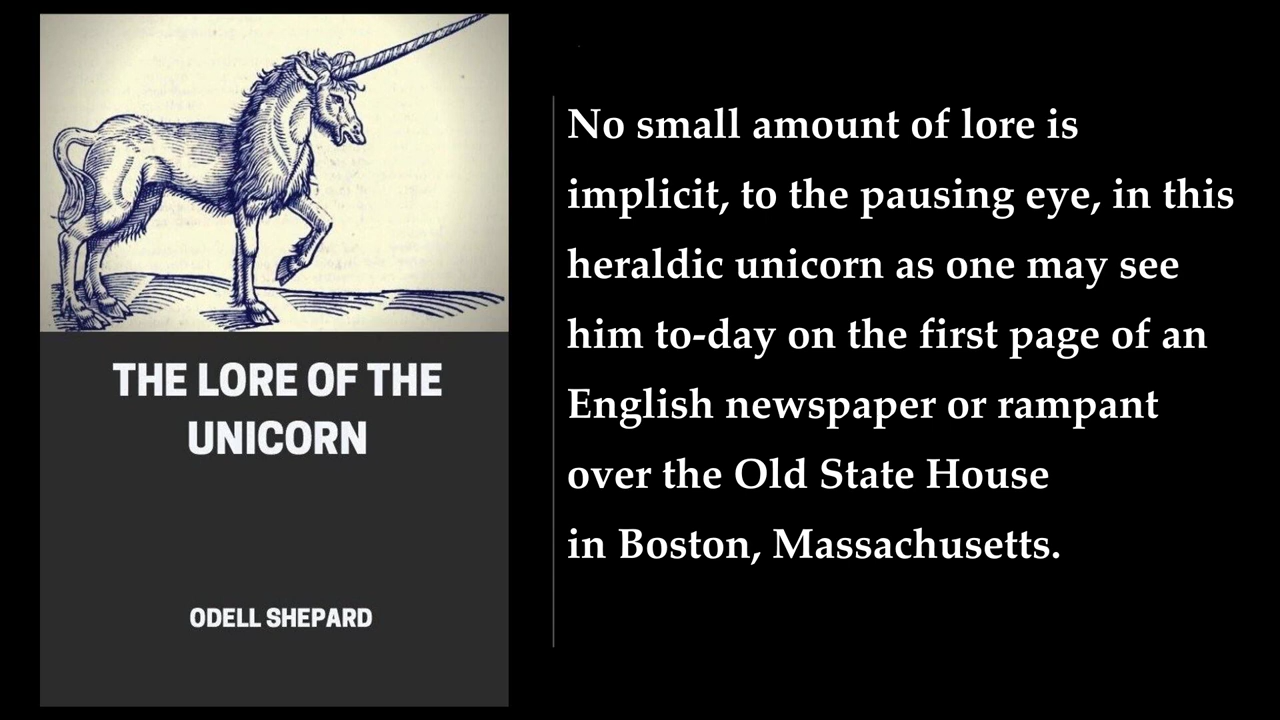 THE LORE OF THE
UNICORN
ODELL SHEPARD
No small amount of lore is
implicit, to the pausing eye, in this
heraldic unicorn as one may see
him to-day on the first page of an
English newspaper or rampant
over the Old State House
in Boston, Massachusetts.